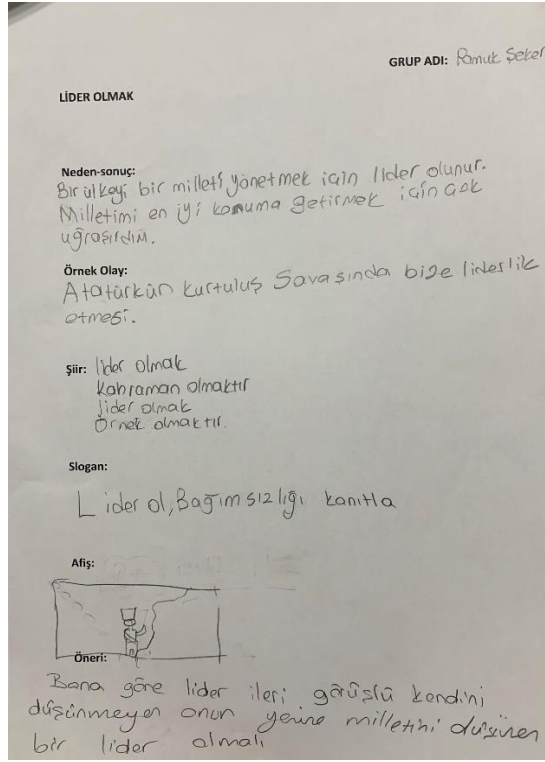 GRUP ADI: Pamuk Şeker
LİDER OLMAK
Neden-sonuç:
Bir ülkeyi bir milleti yönetmek için lider olunur.
Milletimi en iyi konuma getirmek için çok
uğraşırdım.
Örnek Olay:
Atatürkün kurtuluş Savaşında bize liderlik
etmesi.
Şiir: lider olmak
Kahraman olmaktır
lider olmak
Örnek olmaktır.
Slogan:
Lider ol, Bağımsızlığı kanıtla
Afiş:
Öneri:
Bana göre lider ileri görüşlü kendini
düşünmeyen onun yerine milletini düşünen
bir lider olmalı